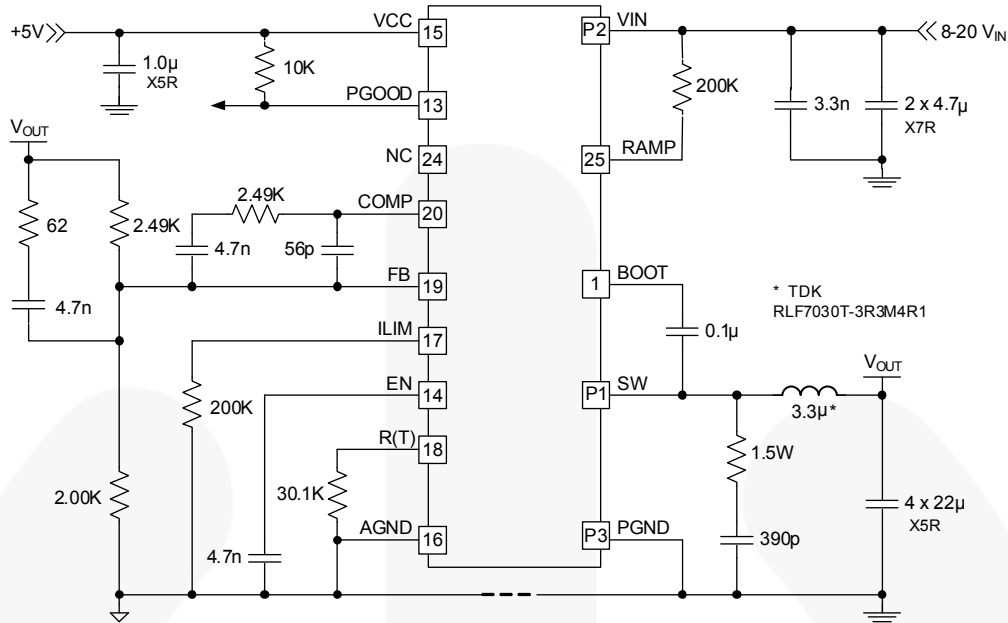 +5V
VCC
15
1.0µ
X5R
10K
PGOOD
13
VOUT
NC
24
2.49K
COMP
20
62
2.49K
4.7n
56p
FB
19
4.7n
ILIM
17
EN
14
200K
R(T)
18
2.00K
30.1K
AGND
16
4.7n
P2
VIN
8-20 VIN
200K
3.3n
2 x 4.7µ
X7R
RAMP
25
BOOT
1
* TDK
RLF7030T-3R3M4R1
0.1µ
VOUT
SW
P1
3.3µ*
1.5W
4 x 22µ
X5R
PGND
P3
390p